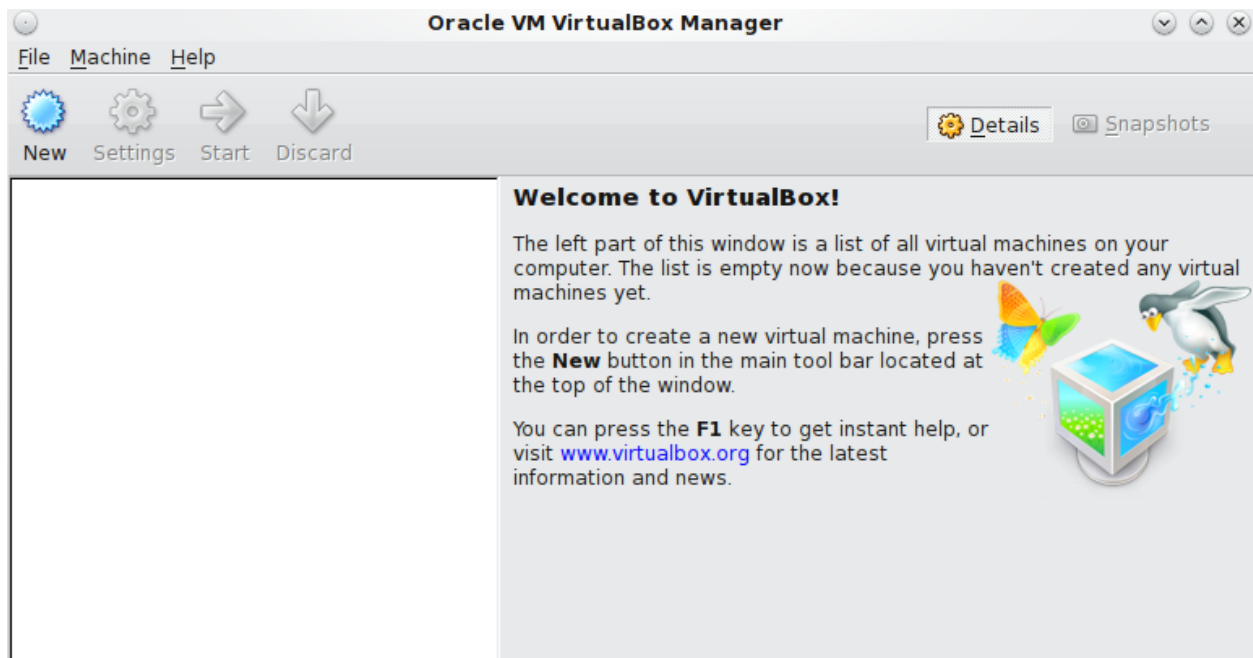 Oracle VM VirtualBox Manager
File Machine Help
New Settings Start Discard
Details Snapshots
Welcome to VirtualBox!
The left part of this window is a list of all virtual machines on your
computer. The list is empty now because you haven't created any virtual
machines yet.
In order to create a new virtual machine, press
the New button in the main tool bar located at
the top of the window.
You can press the F1 key to get instant help, or
visit www.virtualbox.org for the latest
information and news.